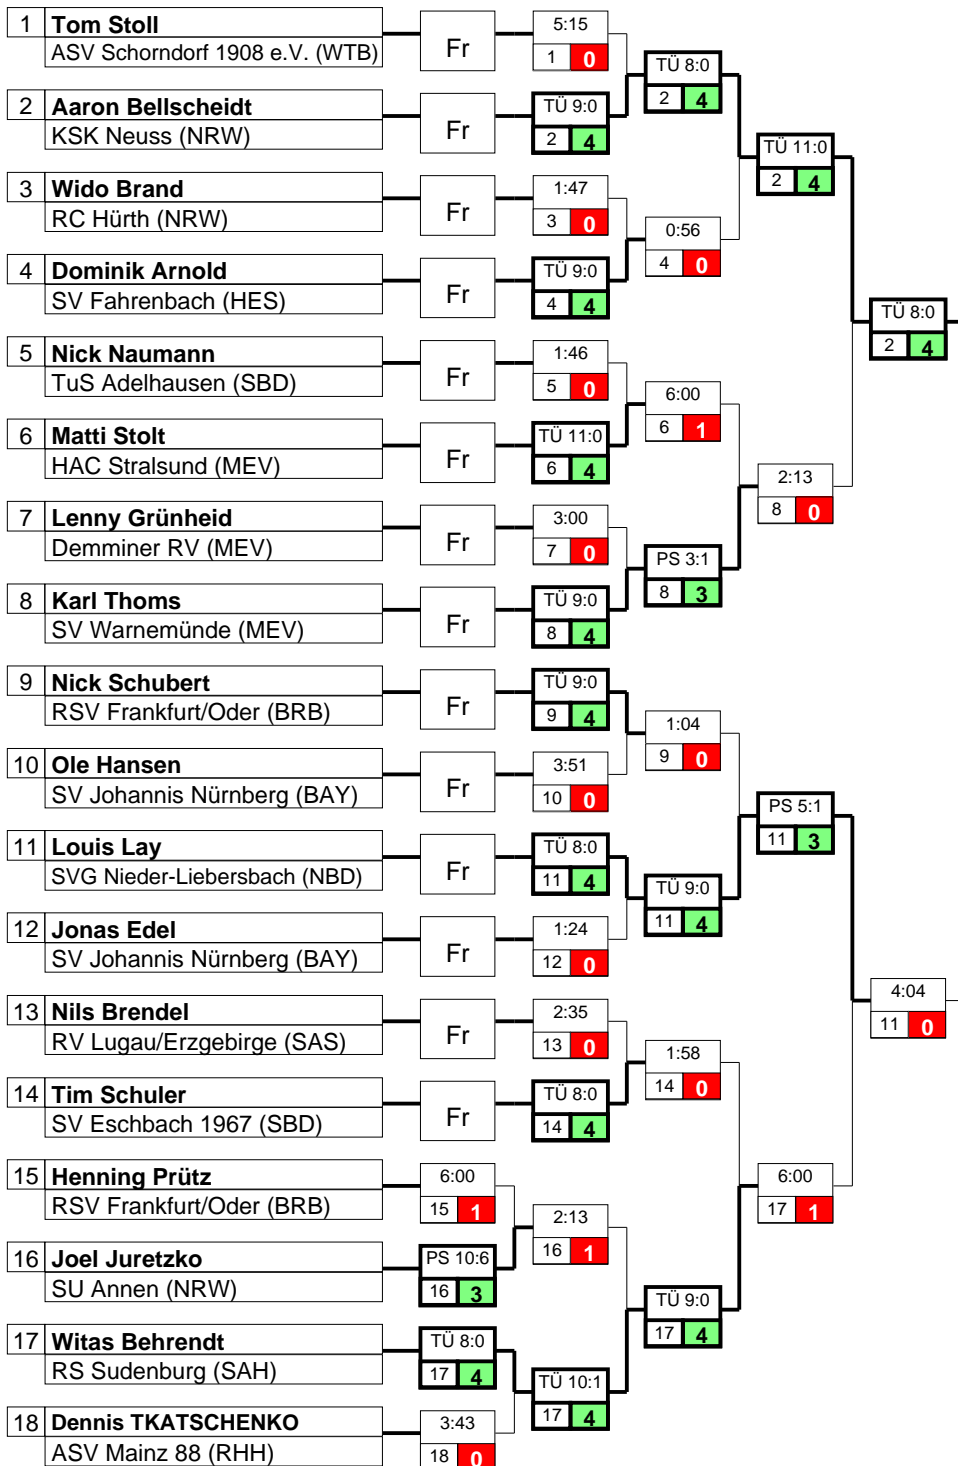 1 Tom Stoll
ASV Schorndorf 1908 e.V. (WTB)
Fr
5:15
1 0
TÜ 8:0
2 4
2 Aaron Bellscheidt
KSK Neuss (NRW)
Fr
TÜ 9:0
2 4
TÜ 11:0
2 4
3 Wido Brand
RC Hürth (NRW)
Fr
1:47
3 0
0:56
4 0
4 Dominik Arnold
SV Fahrenbach (HES)
Fr
TÜ 9:0
4 4
TÜ 8:0
2 4
5 Nick Naumann
TuS Adelhausen (SBD)
Fr
1:46
5 0
6:00
6 1
6 Matti Stolt
HAC Stralsund (MEV)
Fr
TÜ 11:0
6 4
2:13
8 0
7 Lenny Grünheid
Demminer RV (MEV)
Fr
3:00
7 0
PS 3:1
8 3
8 Karl Thoms
SV Warnemünde (MEV)
Fr
TÜ 9:0
8 4
9 Nick Schubert
RSV Frankfurt/Oder (BRB)
Fr
TÜ 9:0
9 4
1:04
9 0
10 Ole Hansen
SV Johannis Nürnberg (BAY)
Fr
3:51
10 0
PS 5:1
11 3
11 Louis Lay
SVG Nieder-Liebersbach (NBD)
Fr
TÜ 8:0
11 4
TÜ 9:0
11 4
12 Jonas Edel
SV Johannis Nürnberg (BAY)
Fr
1:24
12 0
4:04
11 0
13 Nils Brendel
RV Lugau/Erzgebirge (SAS)
Fr
2:35
13 0
1:58
14 0
14 Tim Schuler
SV Eschbach 1967 (SBD)
Fr
TÜ 8:0
14 4
15 Henning Prütz
RSV Frankfurt/Oder (BRB)
6:00
15 1
2:13
16 1
6:00
17 1
16 Joel Juretzko
SU Annen (NRW)
PS 10:6
16 3
TÜ 9:0
17 4
17 Witas Behrendt
RS Sudenburg (SAH)
TÜ 8:0
17 4
TÜ 10:1
17 4
18 Dennis TKATSCHENKO
ASV Mainz 88 (RHH)
3:43
18 0